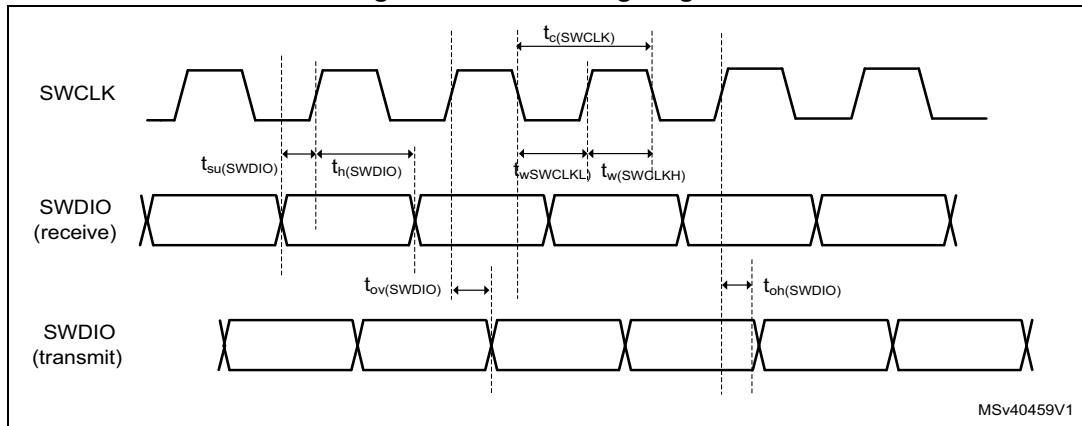 tc(SWCLK)
SWCLK
tsu(SWDIO) th(SWDIO) twSWCLKL) tw(SWCLKH)
SWDIO
(receive)
tov(SWDIO) toh(SWDIO)
SWDIO
(transmit)
MSv40459V1